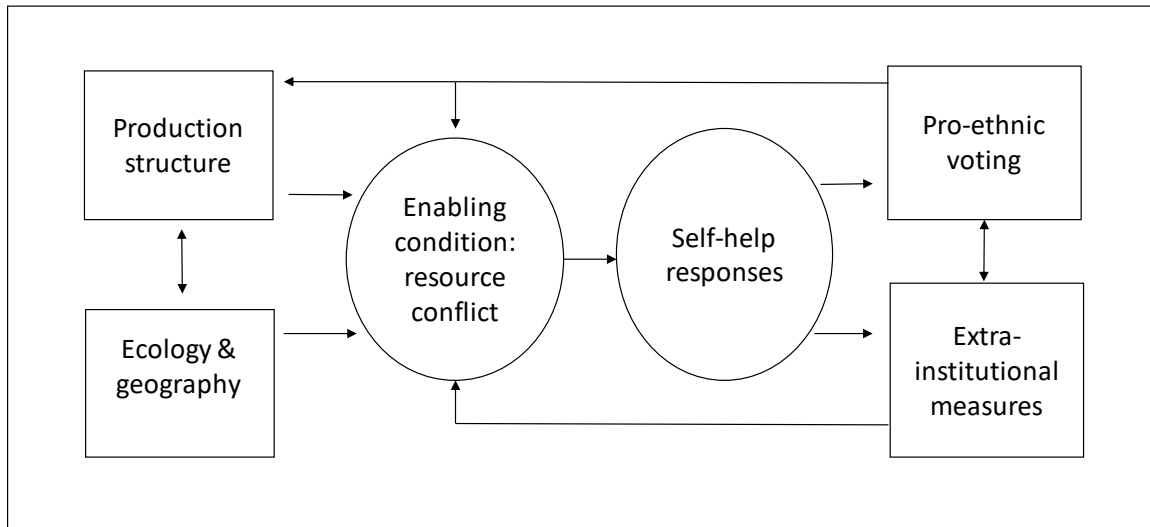 Production
structure
Ecology &
geography
Enabling
condition:
resource
conflict
Self-help
responses
Pro-ethnic
voting
Extra-
institutional
measures